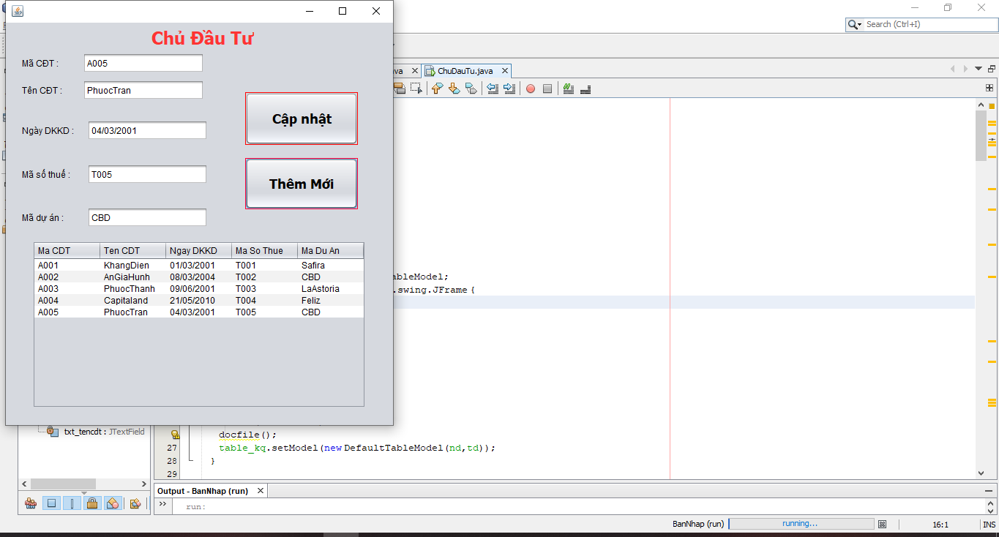 Chủ Đầu Tư
Mã CĐT : A005
Tên CĐT : PhuocTran
Ngày DKKD : 04/03/2001
Mã số thuế : T005
Mã dự án : CBD
Cập nhật
Thêm Mới
Ma CDT Ten CDT Ngay DKKD Ma So Thue Ma Du An
A001 KhangDien 01/03/2001 T001 Safira
A002 AnGiaHunh 08/03/2004 T002 CBD
A003 PhuocThanh 09/06/2001 T003 LaAstoria
A004 Capitaland 21/05/2010 T004 Feliz
A005 PhuocTran 04/03/2001 T005 CBD
Search (Ctrl+I)
ava ChuDauTu.java
ableModel;
.swing.JFrame {
txt_tencdt : JTextField
docfile();
27 table_kq.setModel(new DefaultTableModel(nd,td));
28 }
29
Output - BanNhap (run)
run:
BanNhap (run) running... 16:1 INS